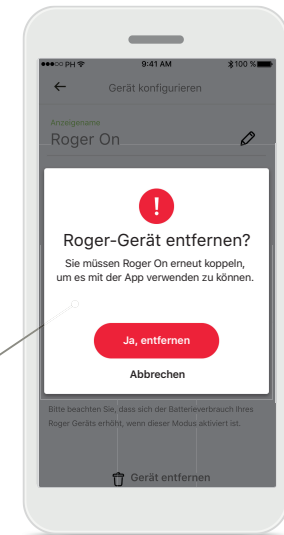 ●●●○○ PH 9:41 AM 100 %
Gerät konfigurieren
Anzeigename
Roger On
!
Roger-Gerät entfernen?
Sie müssen Roger On erneut koppeln,
um es mit der App verwenden zu können.
Ja, entfernen
Abbrechen
Bitte beachten Sie, dass sich der Batterieverbrauch Ihres
Roger Geräts erhöht, wenn dieser Modus aktiviert ist.
Gerät entfernen